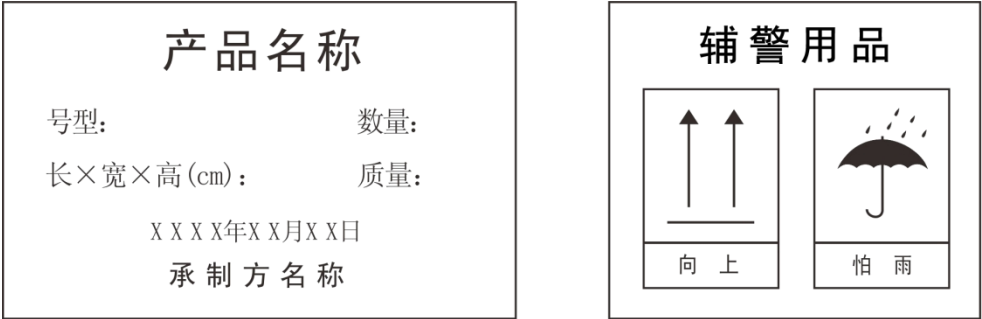 产品名称
号型： 数量：
长×宽×高(cm)： 质量：
XXXX年XX月XX日
承制方名称
辅警用品
向上 怕雨